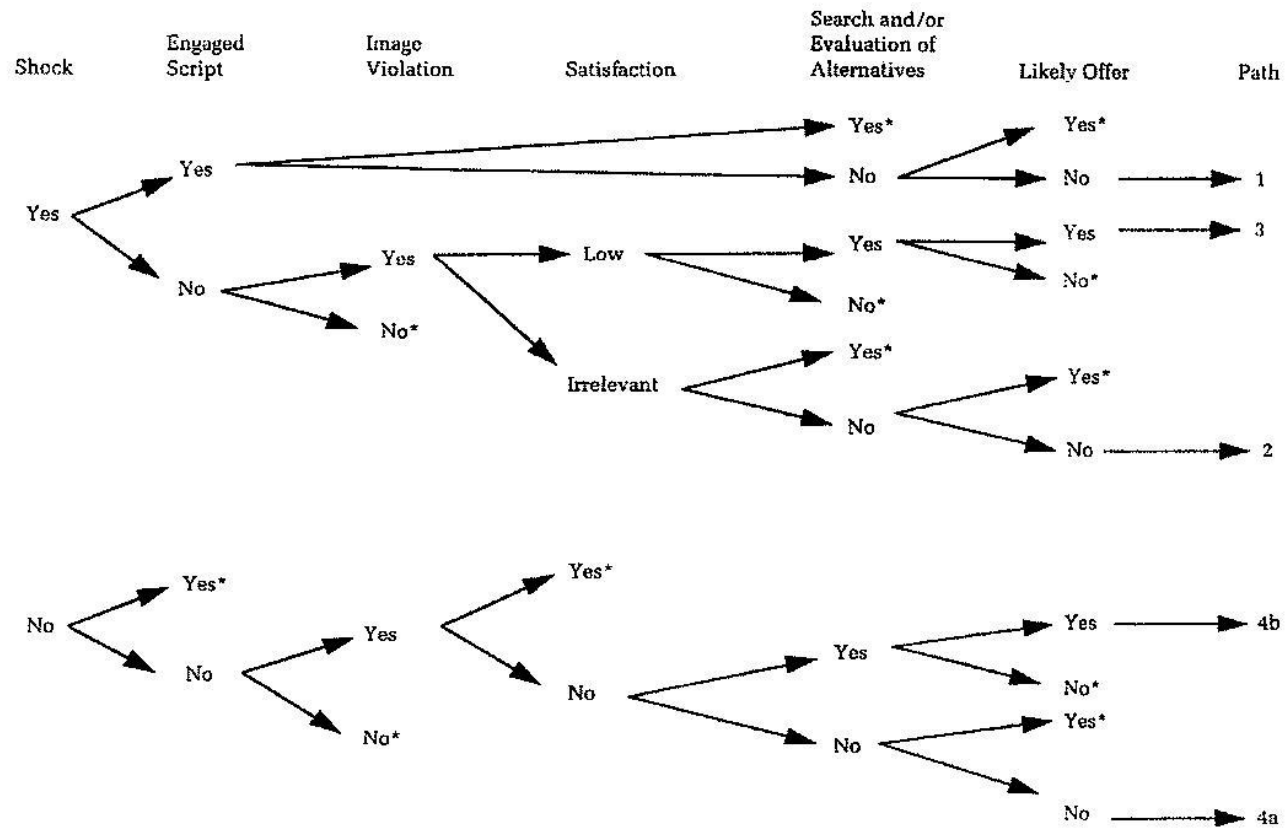 Shock
Engaged
Script
Image
Violation
Satisfaction
Search and/or
Evaluation of
Alternatives
Likely Offer
Path
Yes*
Yes*
Yes
No
No
1
Yes
Yes
Low
Yes
Yes
3
No
No*
No*
No*
Yes*
Irrelevant
Yes*
No
No
2
Yes*
Yes*
No
Yes
Yes
4b
No
No
Yes
No*
No*
No
Yes*
No
4a